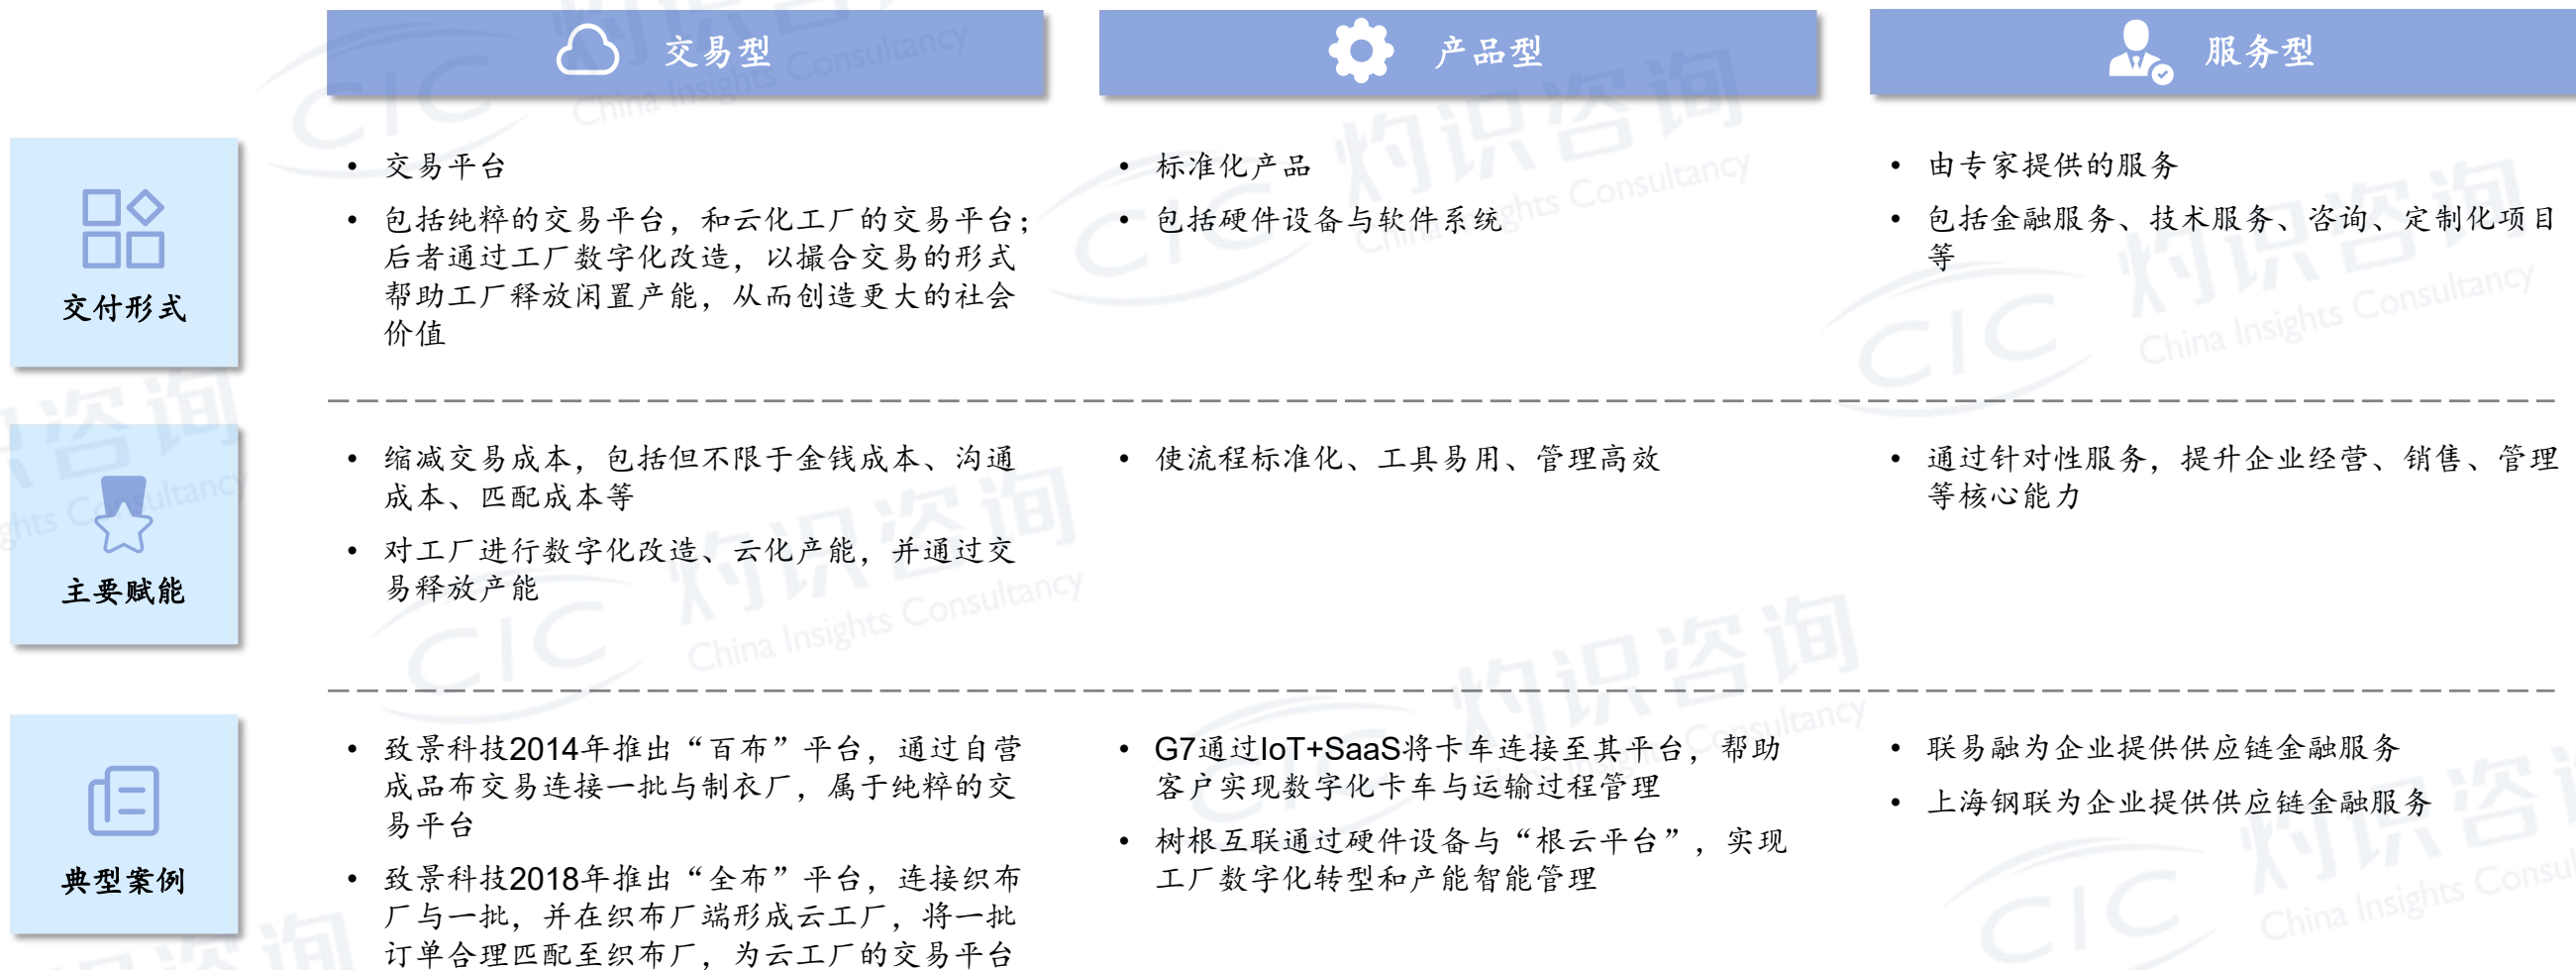 交易型
产品型
服务型
交付形式
• 交易平台
• 包括纯粹的交易平台，和云化工厂的交易平台；
后者通过工厂数字化改造，以撮合交易的形式
帮助工厂释放闲置产能，从而创造更大的社会
价值
• 标准化产品
• 包括硬件设备与软件系统
• 由专家提供的服务
• 包括金融服务、技术服务、咨询、定制化项目
等
主要赋能
• 缩减交易成本，包括但不限于金钱成本、沟通
成本、匹配成本等
• 对工厂进行数字化改造、云化产能，并通过交
易释放产能
• 使流程标准化、工具易用、管理高效
• 通过针对性服务，提升企业经营、销售、管理
等核心能力
典型案例
• 致景科技2014年推出“百布”平台，通过自营
成品布交易连接一批与制衣厂，属于纯粹的交
易平台
• 致景科技2018年推出“全布”平台，连接织布
厂与一批，并在织布厂端形成云工厂，将一批
订单合理匹配至织布厂，为云工厂的交易平台
• G7通过IoT+SaaS将卡车连接至其平台，帮助
客户实现数字化卡车与运输过程管理
• 树根互联通过硬件设备与“根云平台”，实现
工厂数字化转型和产能智能管理
• 联易融为企业提供供应链金融服务
• 上海钢联为企业提供供应链金融服务
CIC 灼识咨询
China Insights Consultancy